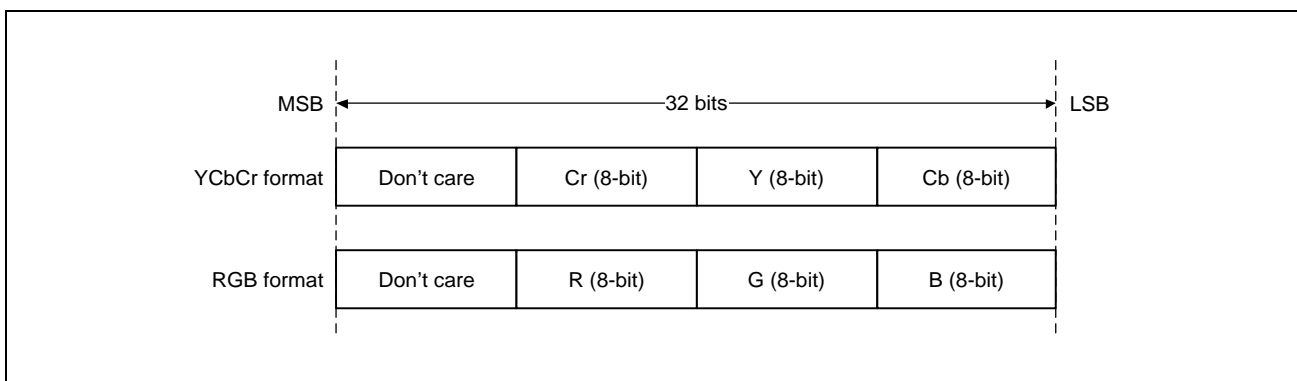 MSB 32 bits LSB
YCbCr format Don't care Cr (8-bit) Y (8-bit) Cb (8-bit)
RGB format Don't care R (8-bit) G (8-bit) B (8-bit)